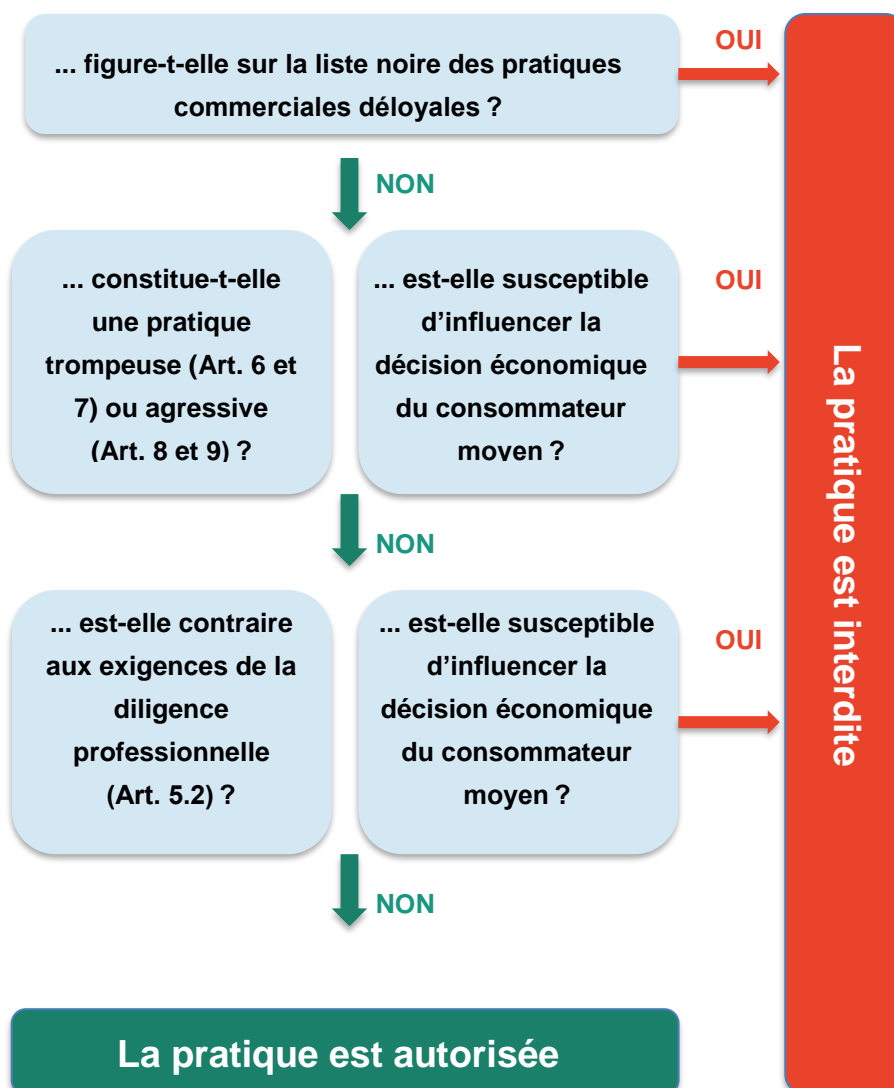 ... figure-t-elle sur la liste noire des pratiques
commerciales déloyales ?
OUI
NON
... constitue-t-elle
une pratique
trompeuse (Art. 6 et
7) ou agressive
(Art. 8 et 9) ?
... est-elle susceptible
d’influencer la
décision économique
du consommateur
moyen ?
OUI
NON
... est-elle contraire
aux exigences de la
diligence
professionnelle
(Art. 5.2) ?
... est-elle susceptible
d’influencer la
décision économique
du consommateur
moyen ?
OUI
NON
La pratique est autorisée
La pratique est interdite